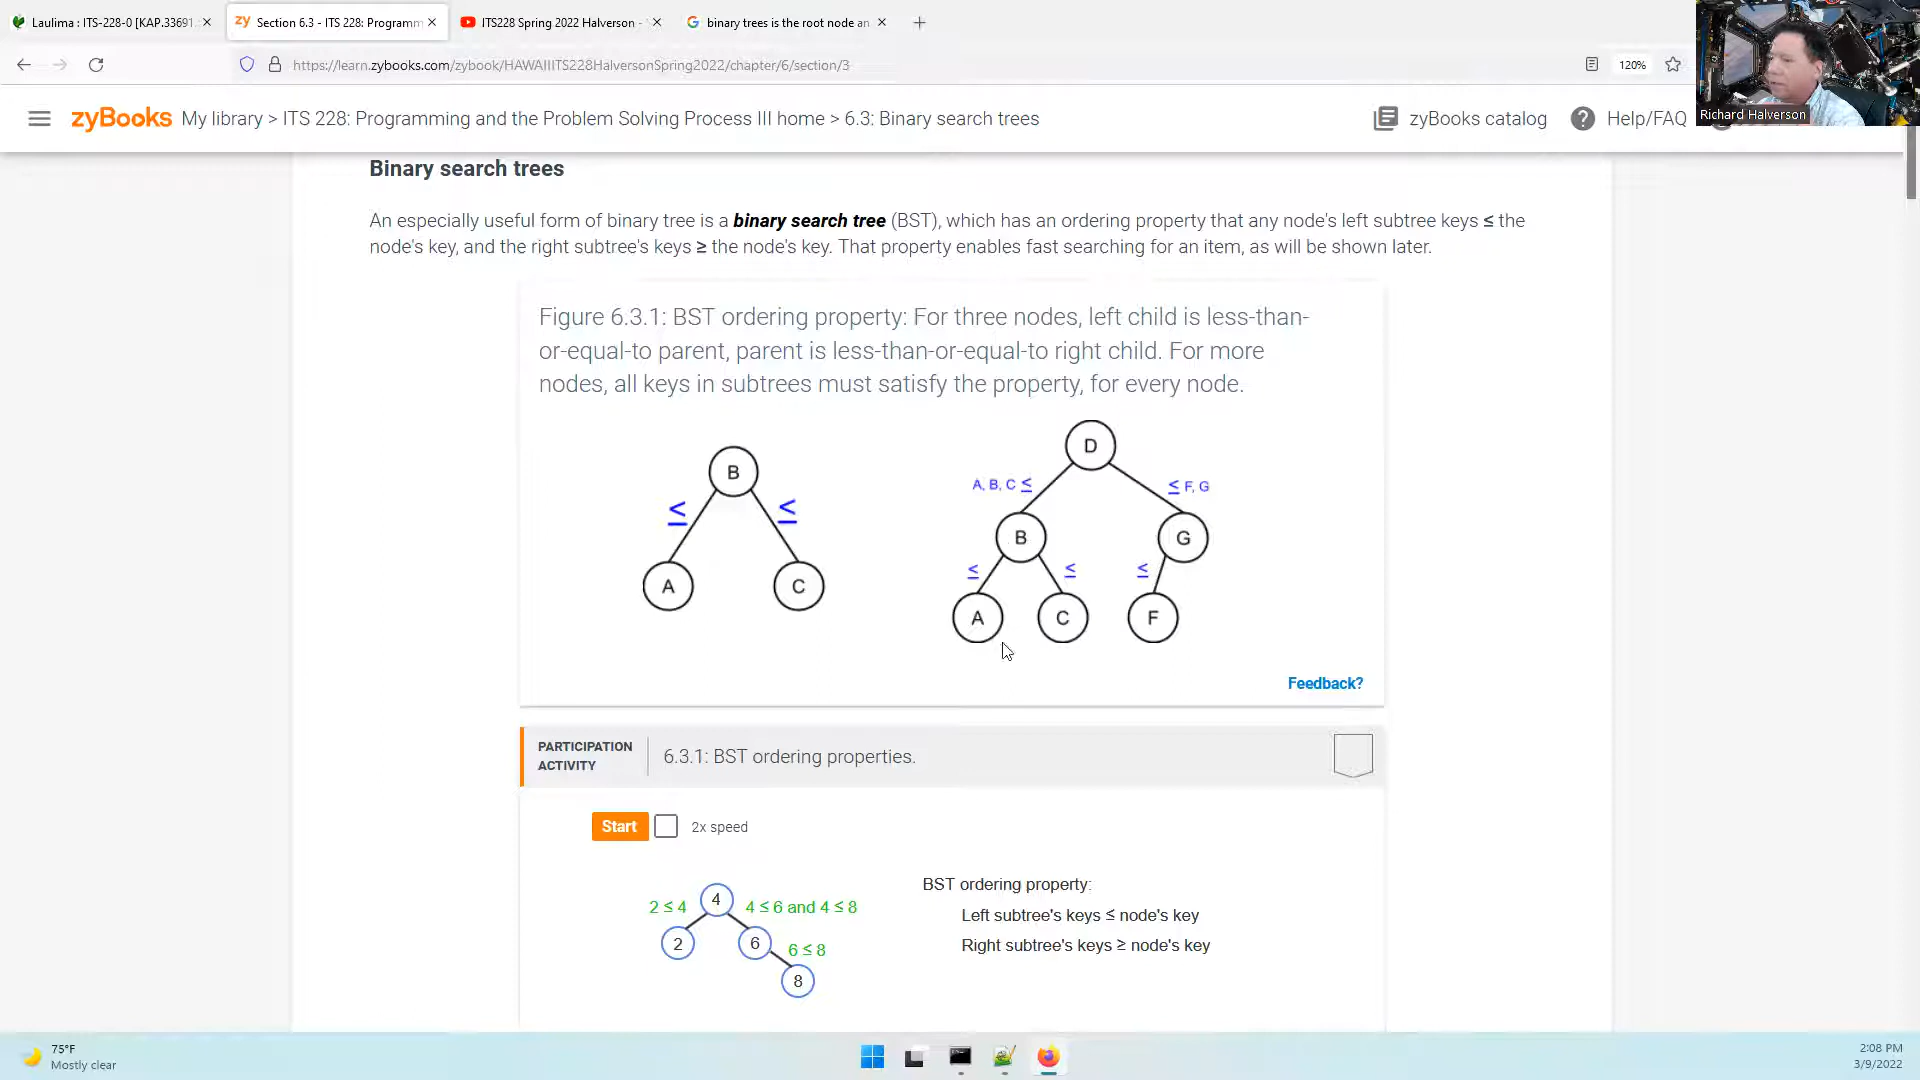 Laulima : ITS-228-0 [KAP.33691
Section 6.3 - ITS 228: Programm
ITS228 Spring 2022 Halverson -
binary trees is the root node an
https://learn.zybooks.com/zybook/HAWAIIITS228HalversonSpring2022/chapter/6/section/3
120%
Richard Halverson
zyBooks My library > ITS 228: Programming and the Problem Solving Process III home > 6.3: Binary search trees
zyBooks catalog
Help/FAQ
Binary search trees
An especially useful form of binary tree is a binary search tree (BST), which has an ordering property that any node's left subtree keys ≤ the
node's key, and the right subtree's keys ≥ the node's key. That property enables fast searching for an item, as will be shown later.
Figure 6.3.1: BST ordering property: For three nodes, left child is less-than-
or-equal-to parent, parent is less-than-or-equal-to right child. For more
nodes, all keys in subtrees must satisfy the property, for every node.
B
≤ ≤
A C
D
A, B, C ≤ ≤ F, G
B G
≤ ≤ ≤
A C F
Feedback?
PARTICIPATION
ACTIVITY
6.3.1: BST ordering properties.
Start
2x speed
2 ≤ 4 4 4 ≤ 6 and 4 ≤ 8
2 6 6 ≤ 8
8
BST ordering property:
Left subtree's keys ≤ node's key
Right subtree's keys ≥ node's key
75°F
Mostly clear
2:08 PM
3/9/2022